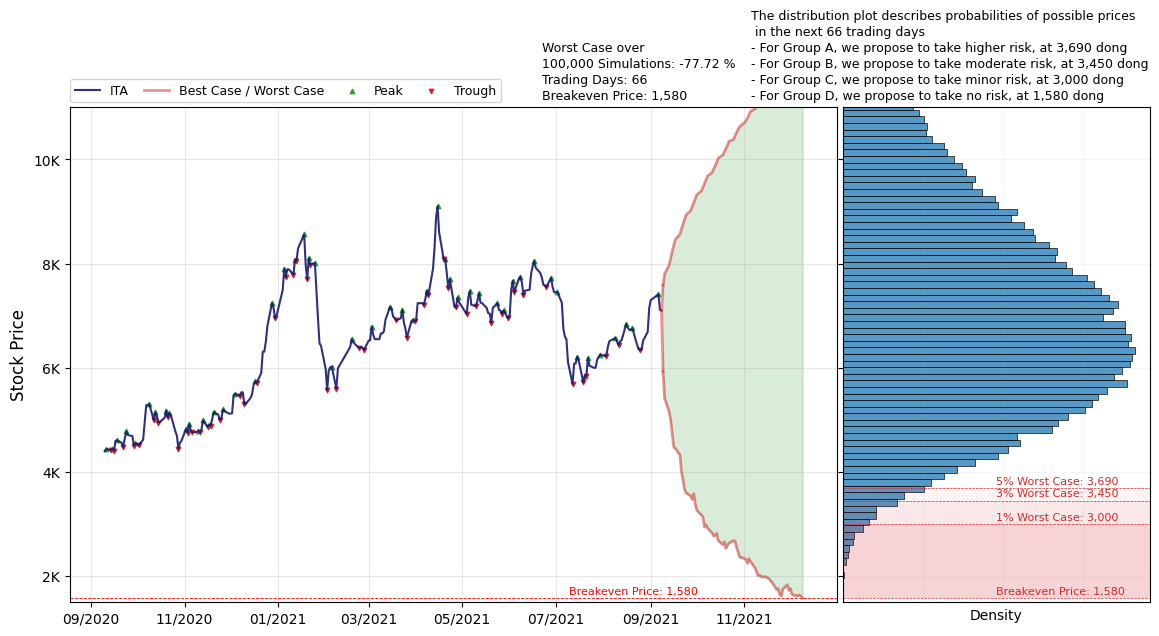 The distribution plot describes probabilities of possible prices
in the next 66 trading days
- For Group A, we propose to take higher risk, at 3,690 dong
- For Group B, we propose to take moderate risk, at 3,450 dong
- For Group C, we propose to take minor risk, at 3,000 dong
- For Group D, we propose to take no risk, at 1,580 dong
Worst Case over
100,000 Simulations: -77.72 %
Trading Days: 66
Breakeven Price: 1,580
ITA
Best Case / Worst Case
Peak
Trough
Stock Price
10K
8K
6K
4K
2K
Breakeven Price: 1,580
09/2020
11/2020
01/2021
03/2021
05/2021
07/2021
09/2021
11/2021
5% Worst Case: 3,690
3% Worst Case: 3,450
1% Worst Case: 3,000
Breakeven Price: 1,580
Density